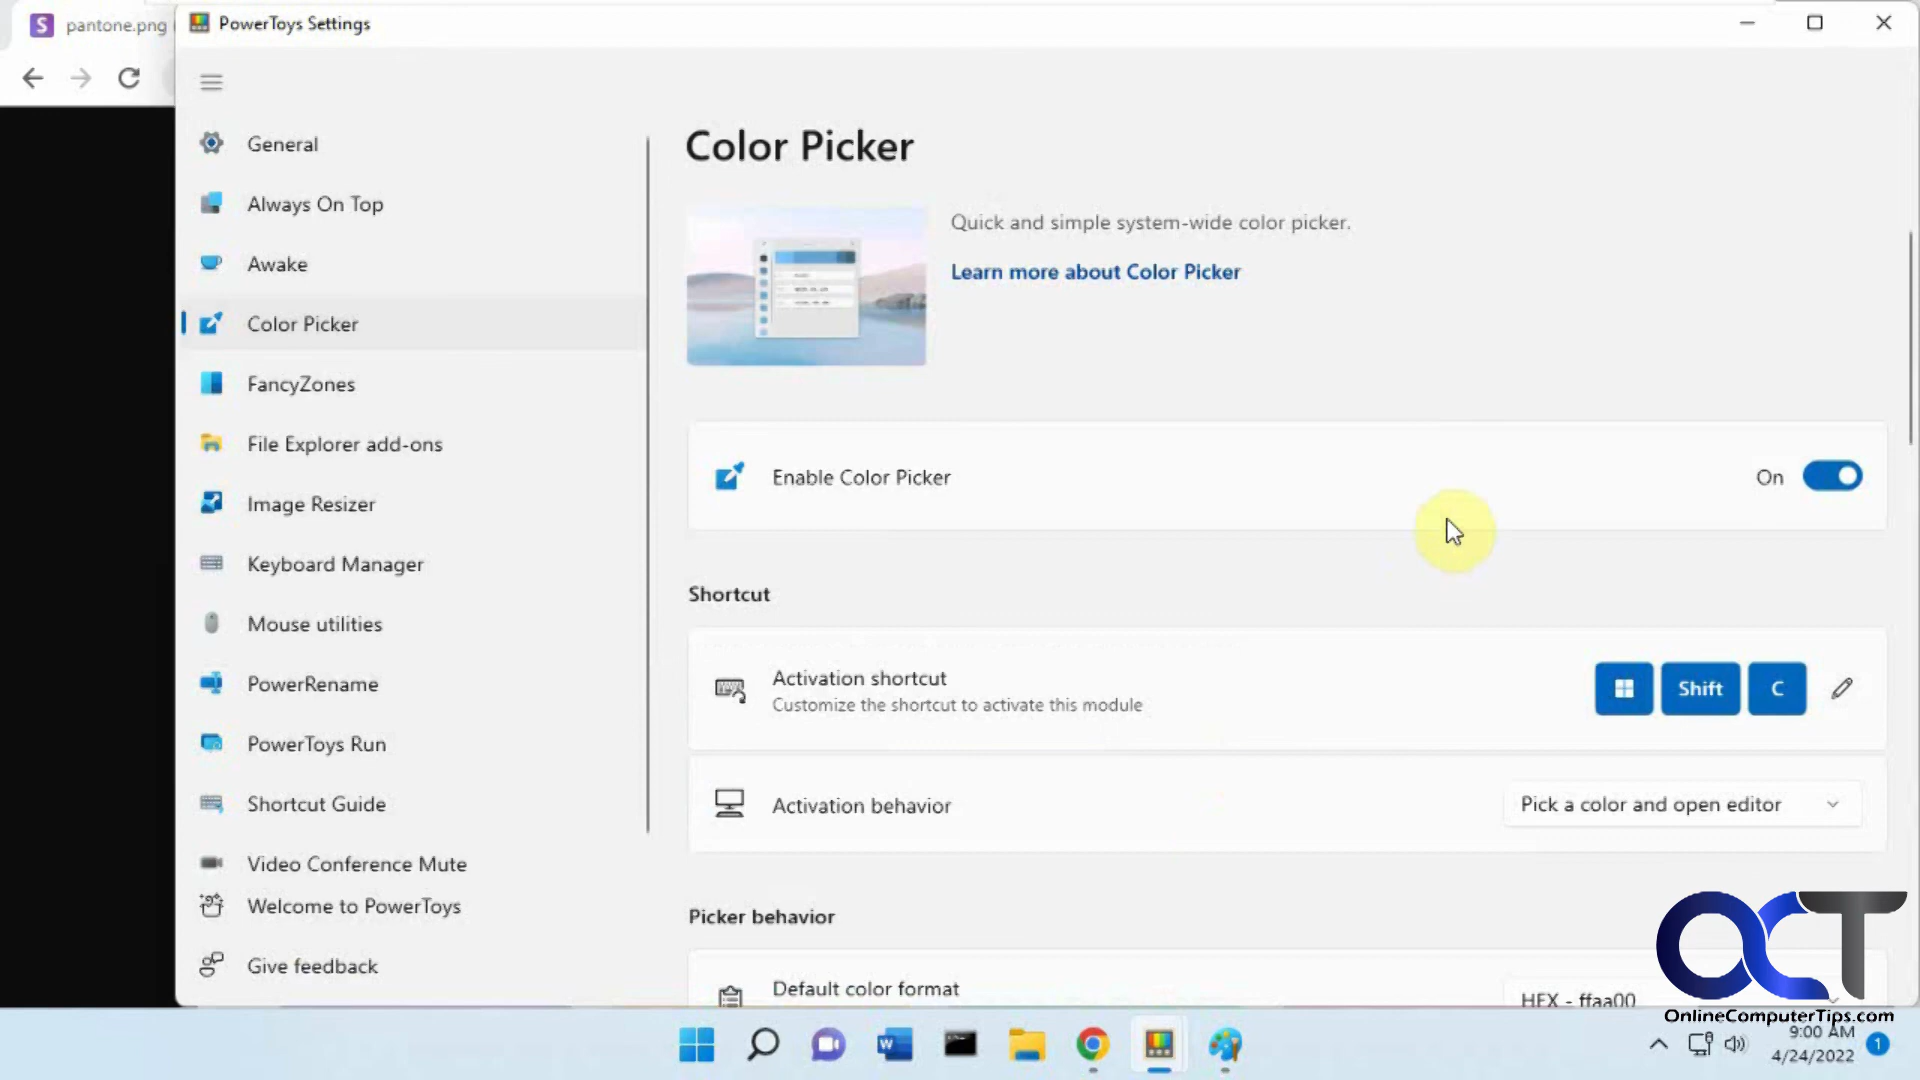 pantone.png
PowerToys Settings
General
Always On Top
Awake
Color Picker
FancyZones
File Explorer add-ons
Image Resizer
Keyboard Manager
Mouse utilities
PowerRename
PowerToys Run
Shortcut Guide
Video Conference Mute
Welcome to PowerToys
Give feedback
Color Picker
Quick and simple system-wide color picker.
Learn more about Color Picker
Enable Color Picker
On
Shortcut
Activation shortcut
Customize the shortcut to activate this module
Shift
C
Activation behavior
Pick a color and open editor
Picker behavior
Default color format
HEX - ffaa00
OCT
OnlineComputerTips.com
9:00 AM
4/24/2022
1